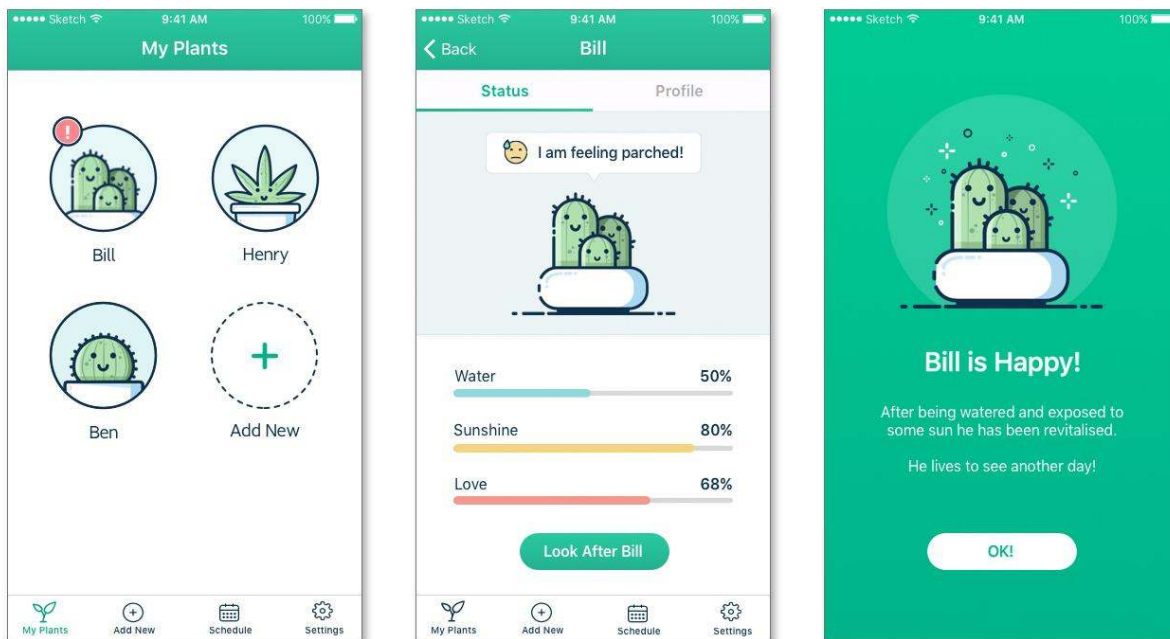 Sketch 9:41 AM 100%
My Plants
!
Bill Henry
Ben Add New
My Plants Add New Schedule Settings
Sketch 9:41 AM 100%
Back Bill
Status Profile
I am feeling parched!
Water 50%
Sunshine 80%
Love 68%
Look After Bill
My Plants Add New Schedule Settings
Sketch 9:41 AM 100%
Bill is Happy!
After being watered and exposed to
some sun he has been revitalised.
He lives to see another day!
OK!